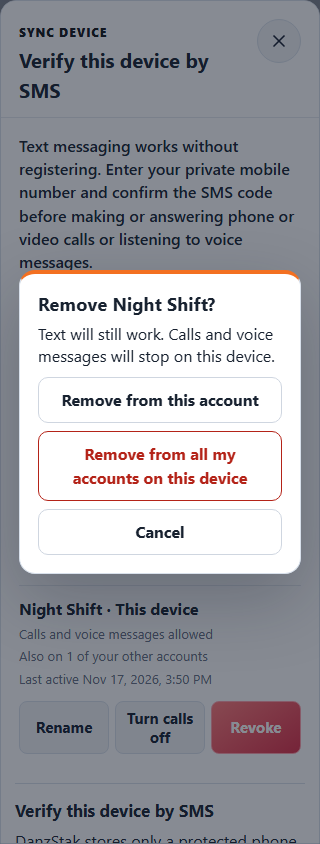 SYNC DEVICE
Verify this device by
SMS
Text messaging works without
registering. Enter your private mobile
number and confirm the SMS code
before making or answering phone or
video calls or listening to voice
messages.
Remove Night Shift?
Text will still work. Calls and voice
messages will stop on this device.
Remove from this account
Remove from all my
accounts on this device
Cancel
Night Shift · This device
Calls and voice messages allowed
Also on 1 of your other accounts
Last active Nov 17, 2026, 3:50 PM
Rename
Turn calls
off
Revoke
Verify this device by SMS
DanzStak stores only a protected phone